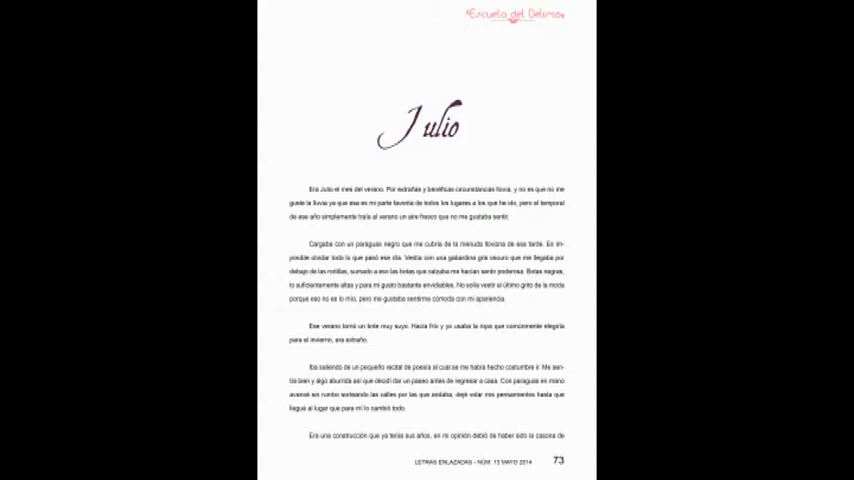 Escuela del Delirio
Julio
Era Julio el mes del verano. Por extrañas y benéficas circunstancias llovía, y no es que no me
guste la lluvia ya que esa es mi parte favorita de todos los lugares a los que he ido, pero el temporal
de ese año simplemente traía al verano un aire fresco que no me gustaba sentir.
Cargaba con un paraguas negro que me cubría de la menuda llovizna de esa tarde. Es im-
posible olvidar todo lo que pasó ese día. Vestía con una gabardina gris oscuro que me llegaba por
debajo de las rodillas, sumado a eso las botas que calzaba me hacían sentir poderosa. Botas negras,
lo suficientemente altas y para mi gusto bastante envidiables. No solía vestir al último grito de la moda
porque eso no es lo mío, pero me gustaba sentirme cómoda con mi apariencia.
Ese verano tomó un tinte muy suyo. Hacía frío y yo usaba la ropa que comúnmente elegiría
para el invierno, era extraño.
Iba saliendo de un pequeño recital de poesía al cual se me había hecho costumbre ir. Me sen-
tía bien y algo aburrida así que decidí dar un paseo antes de regresar a casa. Con paraguas en mano
avancé sin rumbo sorteando las calles por las que andaba, dejé volar mis pensamientos hasta que
llegué al lugar que para mí lo cambió todo.
Era una construcción que ya tenía sus años, en mi opinión debió de haber sido la casona de
LETRAS ENLAZADAS - NÚM. 13 MAYO 2014 73